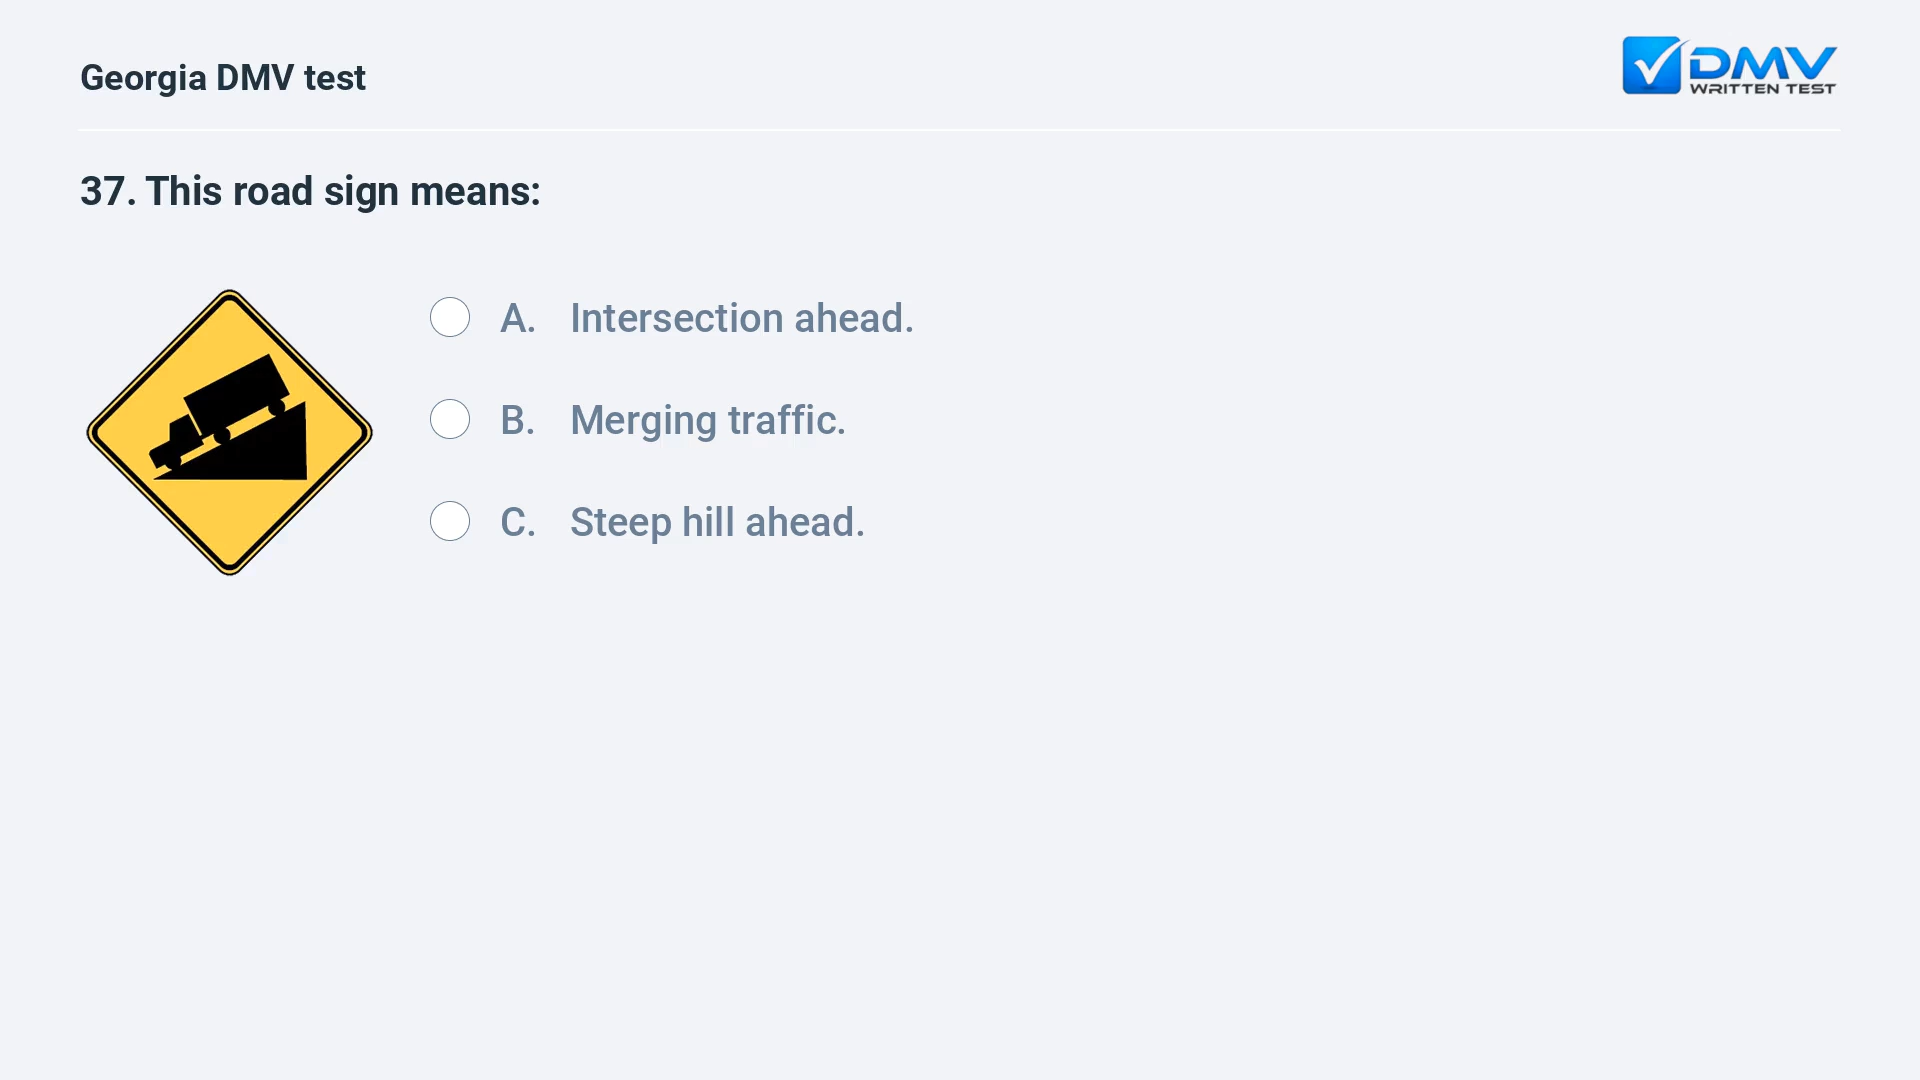 Georgia DMV test
DMV
WRITTEN TEST
37. This road sign means:
A. Intersection ahead.
B. Merging traffic.
C. Steep hill ahead.